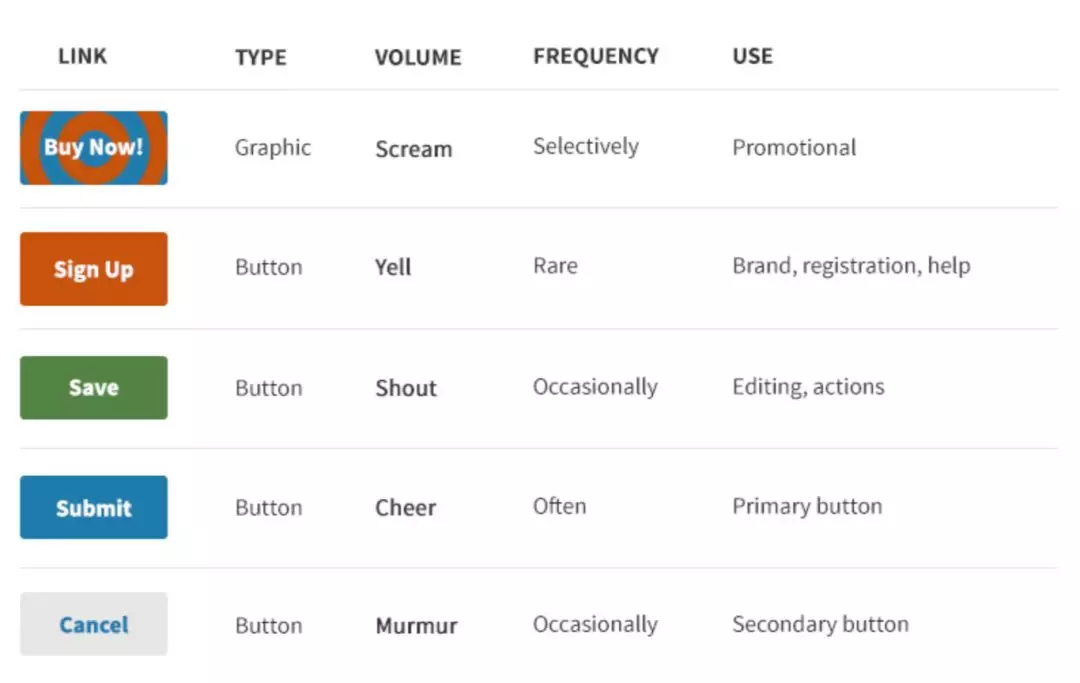 LINK TYPE VOLUME FREQUENCY USE
Buy Now! Graphic Scream Selectively Promotional
Sign Up Button Yell Rare Brand, registration, help
Save Button Shout Occasionally Editing, actions
Submit Button Cheer Often Primary button
Cancel Button Murmur Occasionally Secondary button